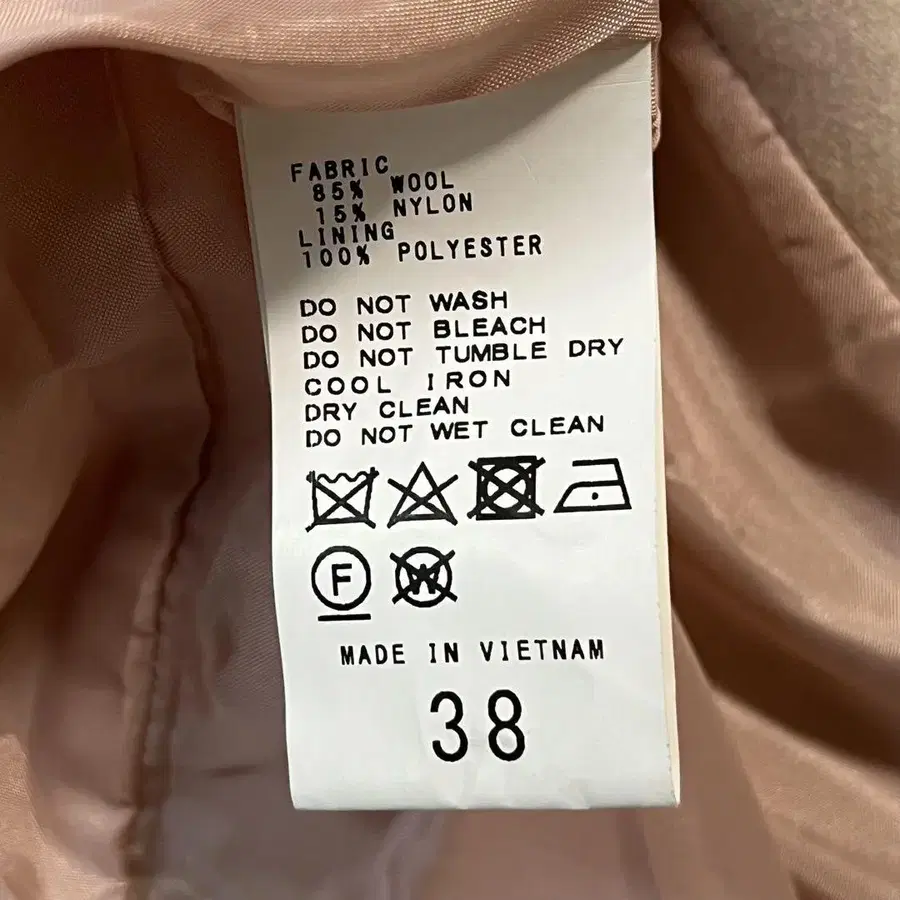 FABRIC
85% WOOL
15% NYLON
LINING
100% POLYESTER
DO NOT WASH
DO NOT BLEACH
DO NOT TUMBLE DRY
COOL IRON
DRY CLEAN
DO NOT WET CLEAN
F W
MADE IN VIETNAM
38